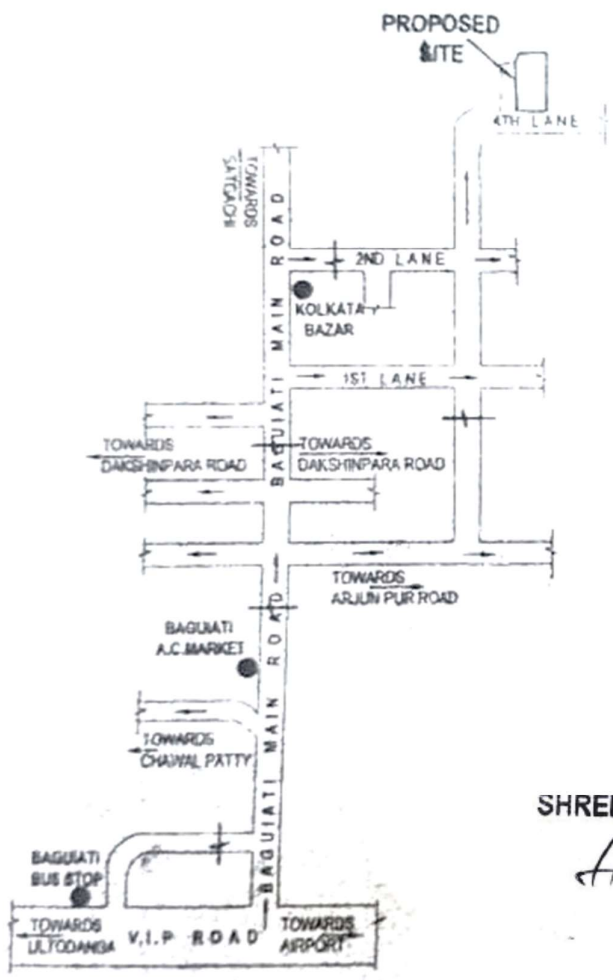 PROPOSED
SITE
4TH LANE
TOWARDS
SATGACHI
BAGUIATI MAIN ROAD
2ND LANE
KOLKATA
BAZAR
1ST LANE
TOWARDS
DAKSHINPARA ROAD
TOWARDS
DAKSHINPARA ROAD
TOWARDS
ARJUN PUR ROAD
BAGUIATI
A.C.MARKET
BAGUIATI MAIN ROAD
TOWARDS
CHAWAL PATTY
BAGUIATI
BUS STOP
TOWARDS
ULTODANGA
V.I.P ROAD
TOWARDS
AIRPORT